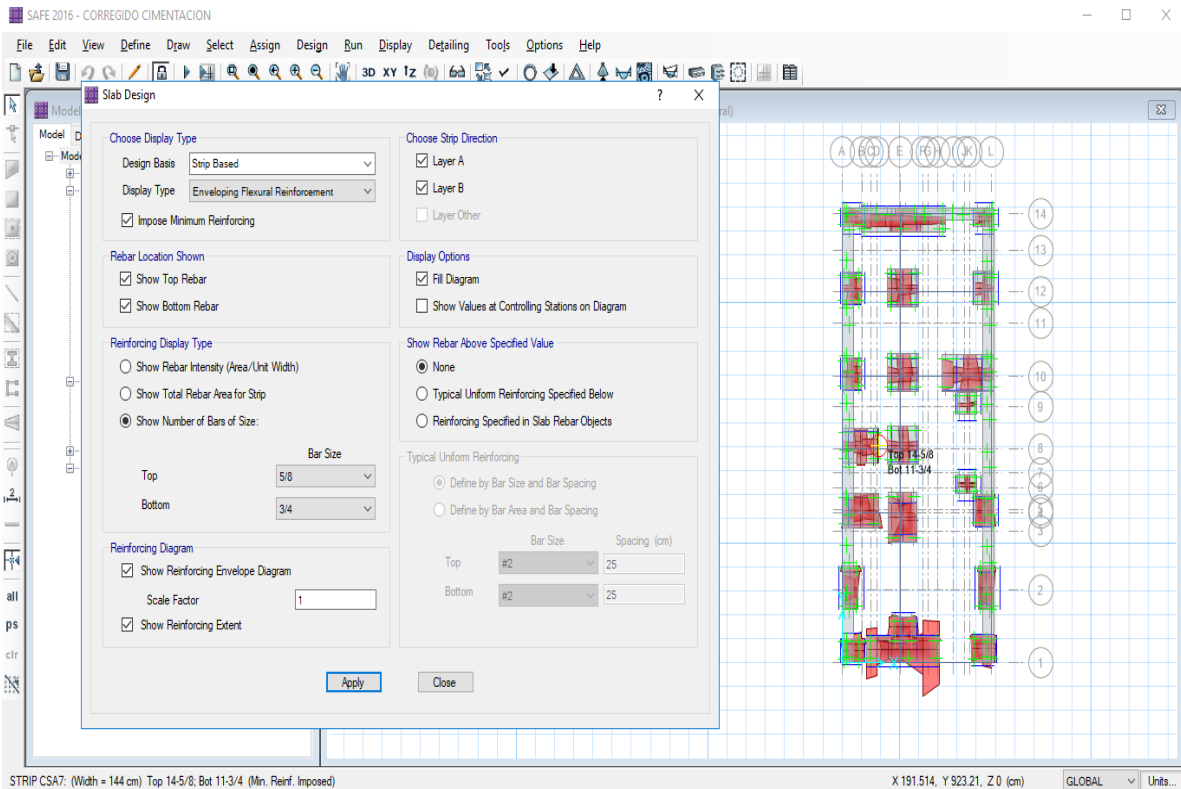 SAFE 2016 - CORREGIDO CIMENTACION
File Edit View Define Draw Select Assign Design Run Display Detailing Tools Options Help
3D XY 1z
Slab Design ? X
Model
ral)
Model D
Mode
Choose Display Type
Design Basis Strip Based
Display Type Enveloping Flexural Reinforcement
Impose Minimum Reinforcing
Choose Strip Direction
Layer A
Layer B
Layer Other
Rebar Location Shown
Show Top Rebar
Show Bottom Rebar
Display Options
Fill Diagram
Show Values at Controlling Stations on Diagram
Reinforcing Display Type
Show Rebar Intensity (Area/Unit Width)
Show Total Rebar Area for Strip
Show Number of Bars of Size:
Bar Size
Top 5/8
Bottom 3/4
Show Rebar Above Specified Value
None
Typical Uniform Reinforcing Specified Below
Reinforcing Specified in Slab Rebar Objects
Typical Uniform Reinforcing
Define by Bar Size and Bar Spacing
Define by Bar Area and Bar Spacing
Bar Size Spacing (cm)
Top #2 25
Bottom #2 25
Reinforcing Diagram
Show Reinforcing Envelope Diagram
Scale Factor 1
Show Reinforcing Extent
Apply Close
all
ps
clr
A E K L
14
13
12
11
10
9
8
Top 14-5/8
Bot 11-3/4
3
2
1
X
STRIP CSA7: (Width = 144 cm) Top 14-5/8; Bot 11-3/4 (Min. Reinf. Imposed) X 191.514, Y 923.21, Z 0 (cm) GLOBAL Units...